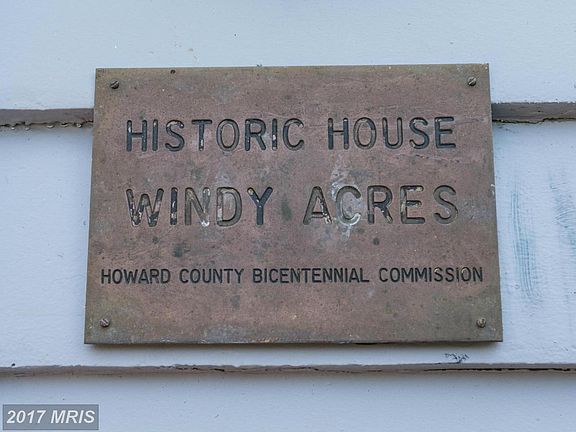 HISTORIC HOUSE
WINDY ACRES
HOWARD COUNTY BICENTENNIAL COMMISSION
2017 MRIS